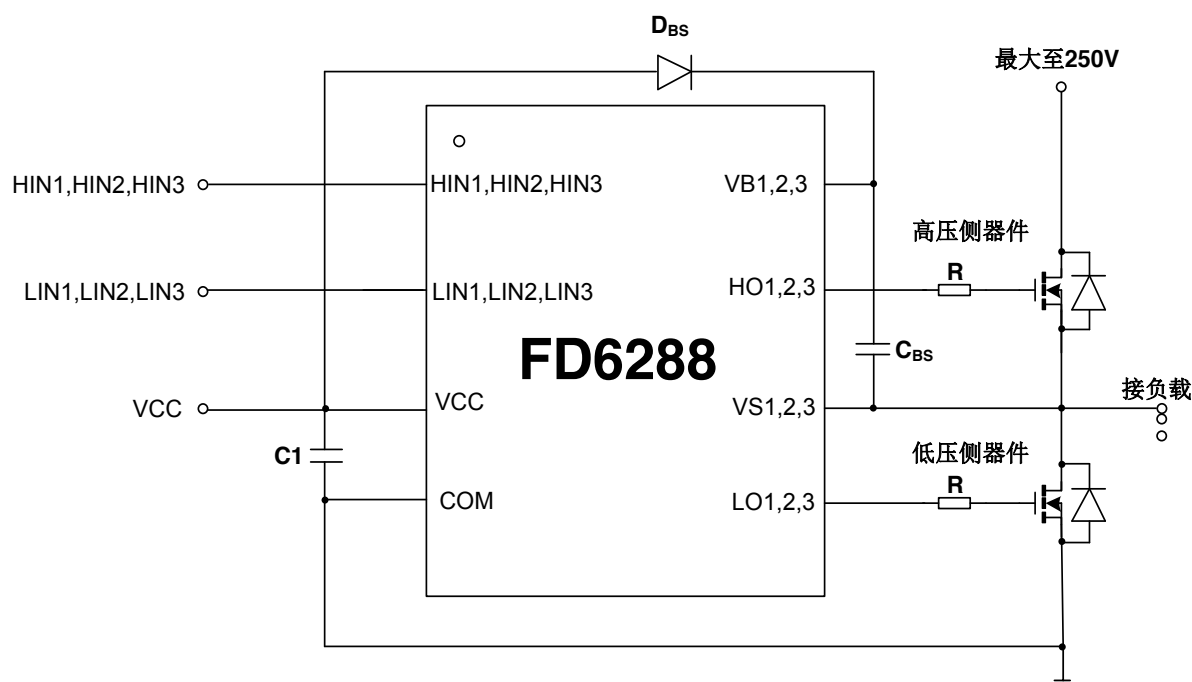 DBS
最大至250V
HIN1,HIN2,HIN3
HIN1,HIN2,HIN3
VB1,2,3
高压侧器件
R
LIN1,LIN2,LIN3
LIN1,LIN2,LIN3
HO1,2,3
FD6288
CBS
接负载
VCC
VCC
VS1,2,3
C1
低压侧器件
R
COM
LO1,2,3